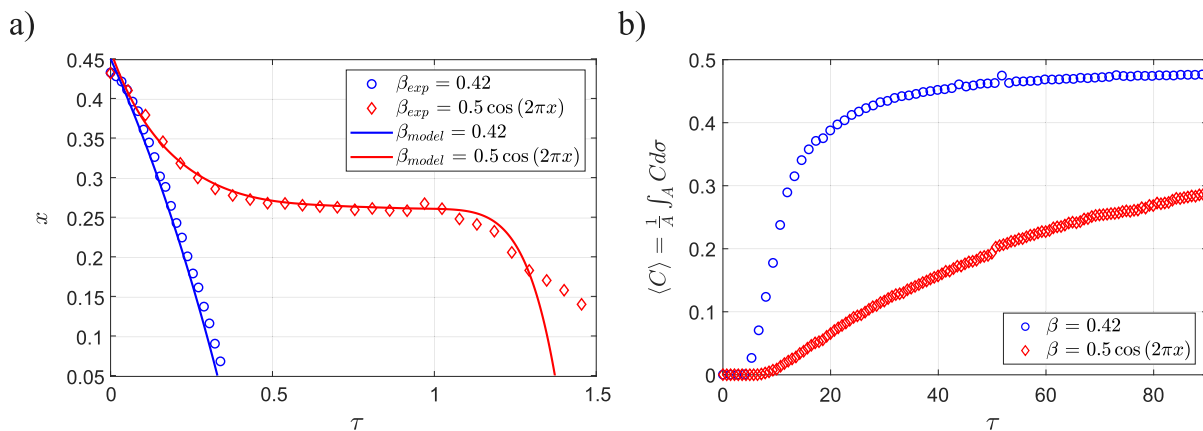 a)
0.45
0.4
0.35
0.3
0.25
0.2
0.15
0.1
0.05
x
0
0.5
1
1.5
τ
β_exp = 0.42
β_exp = 0.5 cos (2πx)
β_model = 0.42
β_model = 0.5 cos (2πx)
b)
0.5
0.4
0.3
0.2
0.1
0
⟨C⟩ = 1/A ∫_A C dσ
0
20
40
60
80
τ
β = 0.42
β = 0.5 cos (2πx)